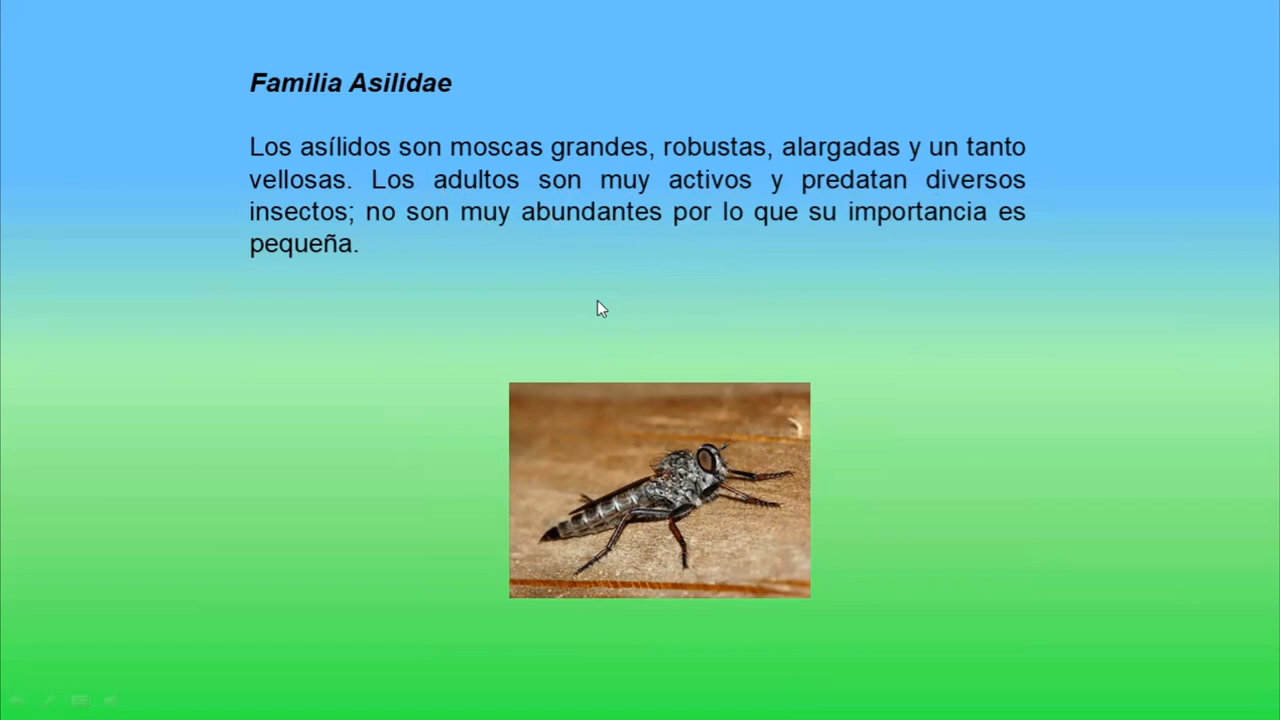 Familia Asilidae
Los asílidos son moscas grandes, robustas, alargadas y un tanto
vellosas. Los adultos son muy activos y predatan diversos
insectos; no son muy abundantes por lo que su importancia es
pequeña.